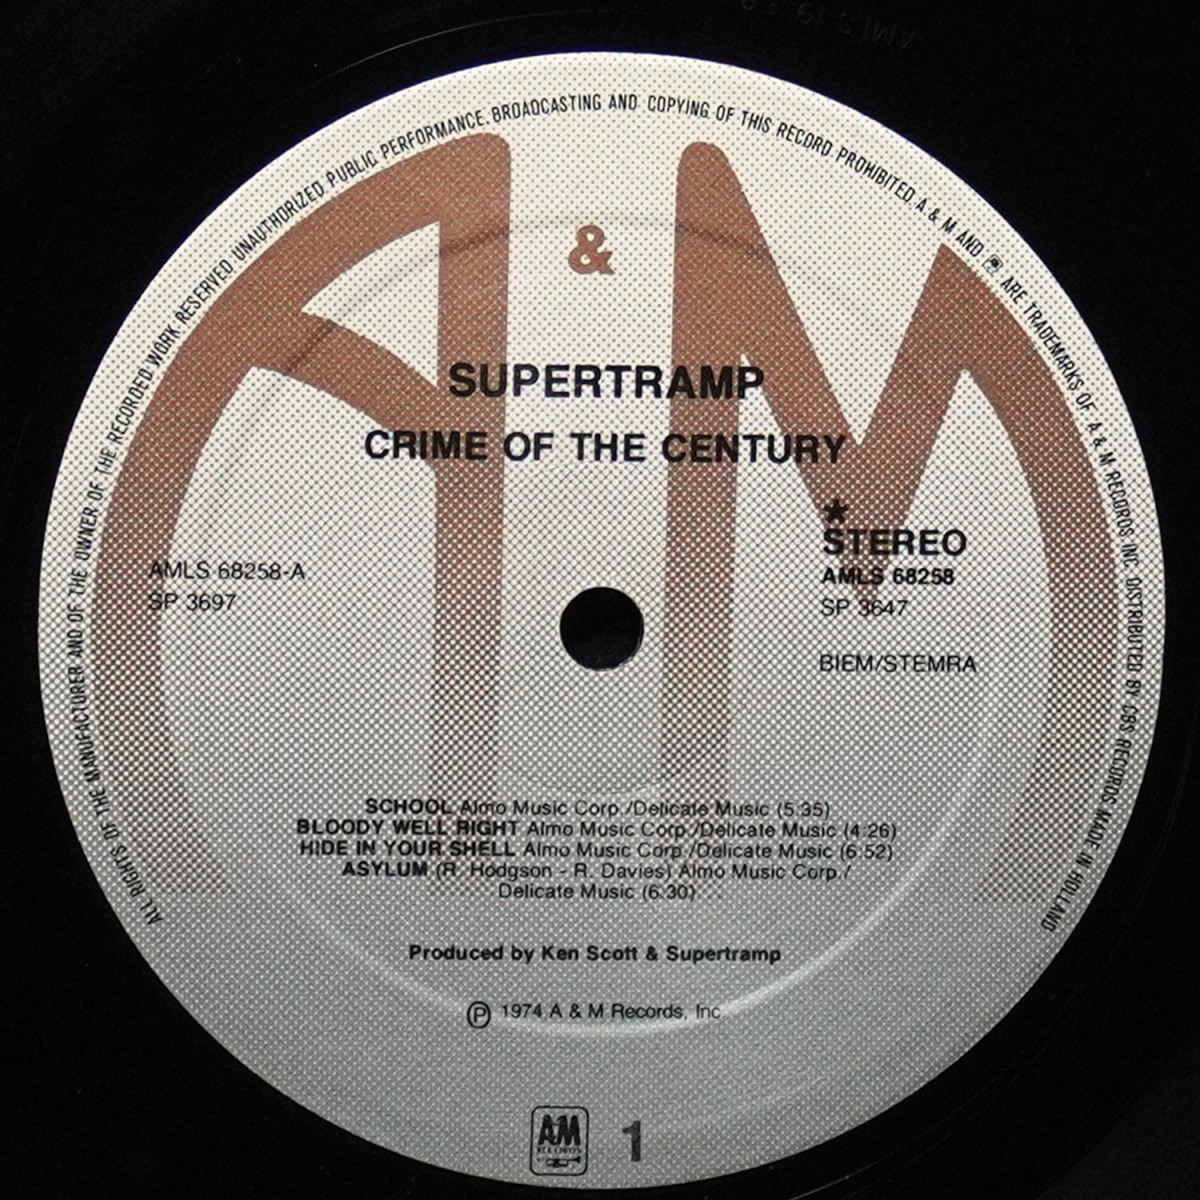 ALL RIGHTS OF THE MANUFACTURER AND OF THE OWNER OF THE RECORDED WORK RESERVED UNAUTHORIZED PUBLIC PERFORMANCE. BROADCASTING AND COPYING OF THIS RECORD PROHIBITED. A & M AND ARE TRADEMARKS OF A & M RECORDS INC. DISTRIBUTED BY CBS RECORDS MADE IN HOLLAND
A & M
SUPERTRAMP
CRIME OF THE CENTURY
★
STEREO
AMLS 68258-A
AMLS 68258
SP 3697
SP 3647
BIEM/STEMRA
SCHOOL Almo Music Corp./Delicate Music (5:35)
BLOODY WELL RIGHT Almo Music Corp./Delicate Music (4:26)
HIDE IN YOUR SHELL Almo Music Corp./Delicate Music (6:52)
ASYLUM (R. Hodgson - R. Davies) Almo Music Corp./
Delicate Music (6.30)
Produced by Ken Scott & Supertramp
Ⓟ 1974 A & M Records, Inc.
A&M
RECORDS
1